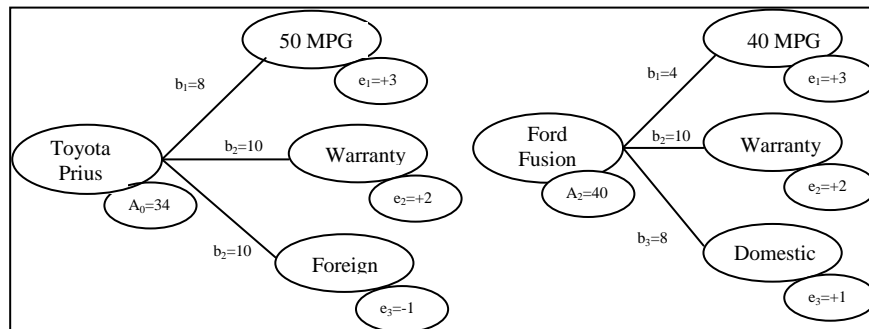 50 MPG
e₁=+3
b₁=8
Toyota
Prius
A₀=34
b₂=10
Warranty
e₂=+2
b₂=10
Foreign
e₃=-1
40 MPG
e₁=+3
b₁=4
Ford
Fusion
A₂=40
b₂=10
Warranty
e₂=+2
b₃=8
Domestic
e₃=+1